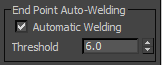 End Point Auto-Welding
Automatic Welding
Threshold 6.0